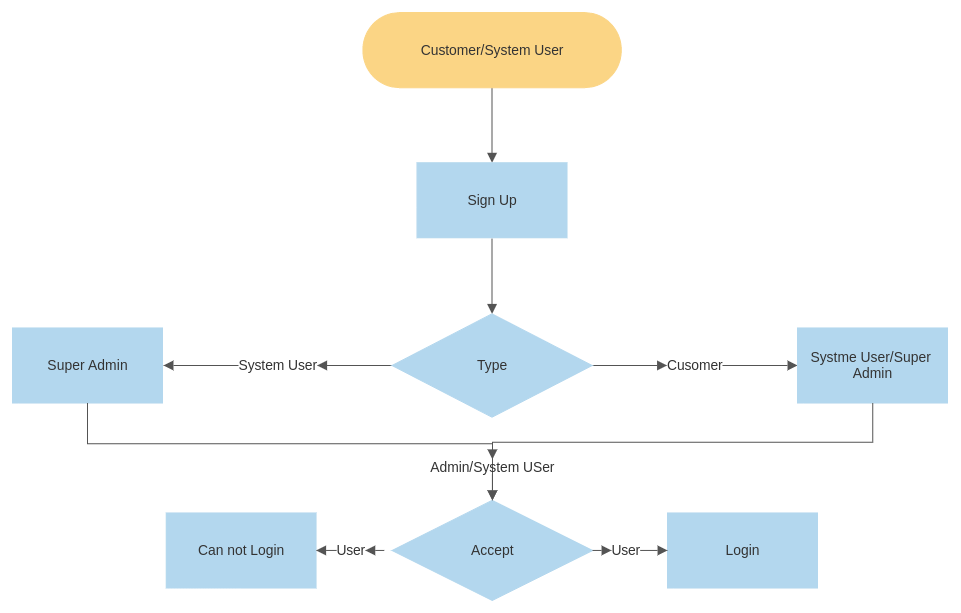 Customer/System User
Sign Up
Super Admin
System User
Type
Cusomer
Systme User/Super
Admin
Admin/System USer
Can not Login
User
Accept
User
Login